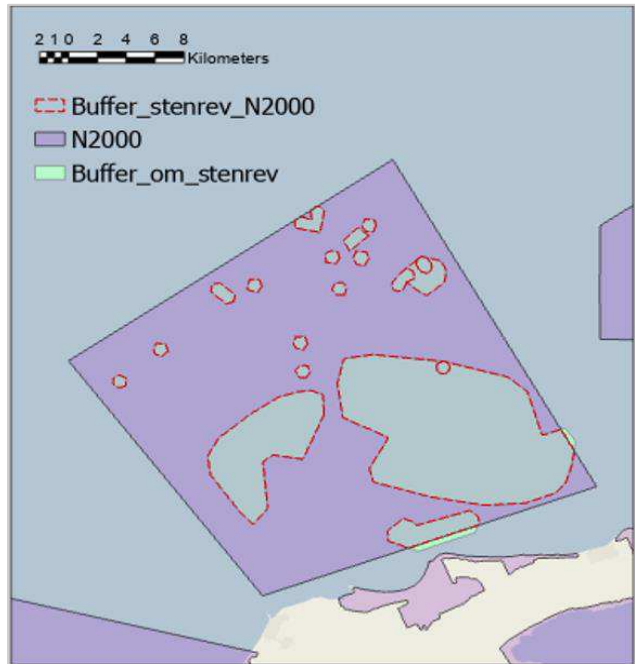 2 1 0 2 4 6 8
Kilometers
Buffer_stenrev_N2000
N2000
Buffer_om_stenrev